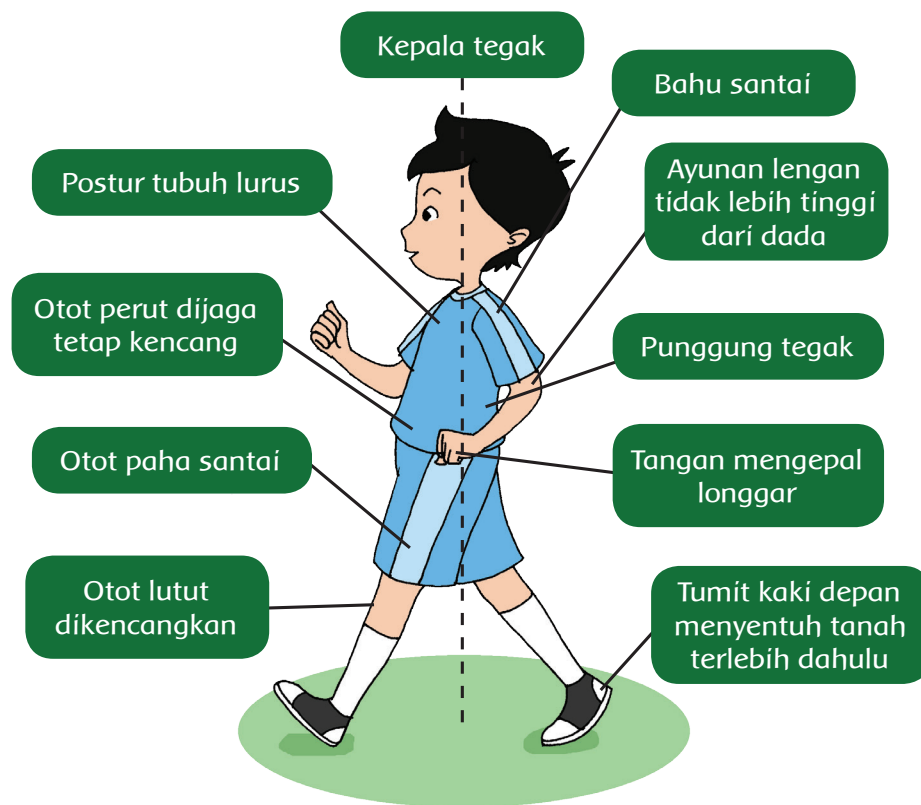 Kepala tegak
Bahu santai
Postur tubuh lurus
Ayunan lengan
tidak lebih tinggi
dari dada
Otot perut dijaga
tetap kencang
Punggung tegak
Otot paha santai
Tangan mengepal
longgar
Otot lutut
dikencangkan
Tumit kaki depan
menyentuh tanah
terlebih dahulu